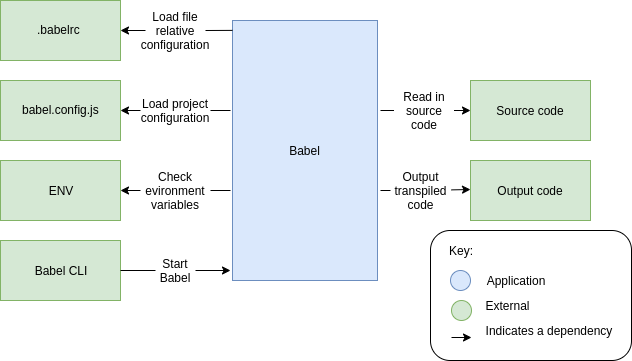 .babelrc
Load file
relative
configuration
babel.config.js
Load project
configuration
ENV
Check
evironment
variables
Babel CLI
Start
Babel
Babel
Read in
source
code
Source code
Output
transpiled
code
Output code
Key:
Application
External
Indicates a dependency